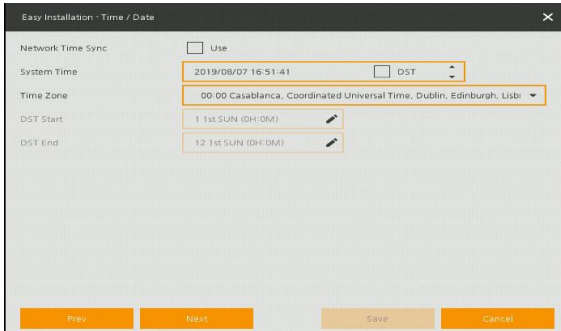 Easy Installation - Time / Date
Network Time Sync Use
System Time 2019/08/07 16:51:41 DST
Time Zone 00:00 Casablanca, Coordinated Universal Time, Dublin, Edinburgh, Lisb
DST Start 1 1st SUN (0H:0M)
DST End 12 1st SUN (0H:0M)
Prev Next Save Cancel